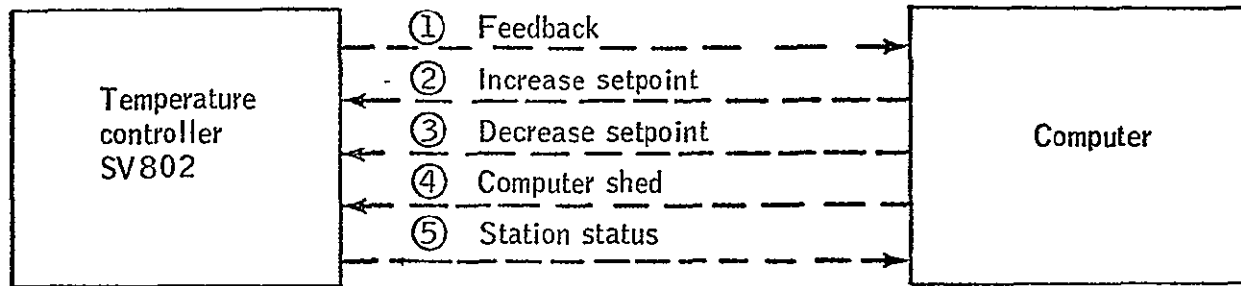 ① Feedback
② Increase setpoint
Temperature
controller
SV802
③ Decrease setpoint
Computer
④ Computer shed
⑤ Station status